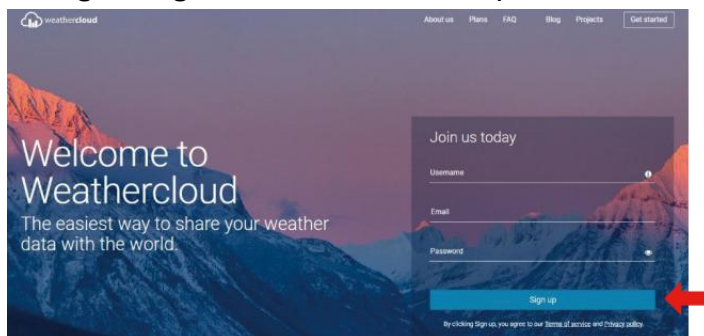 weathercloud
About us Plans FAQ Blog Projects Get started
Welcome to
Weathercloud
The easiest way to share your weather
data with the world.
Join us today
Username
Email
Password
Sign up
By clicking Sign up, you agree to our Terms of service and Privacy policy.